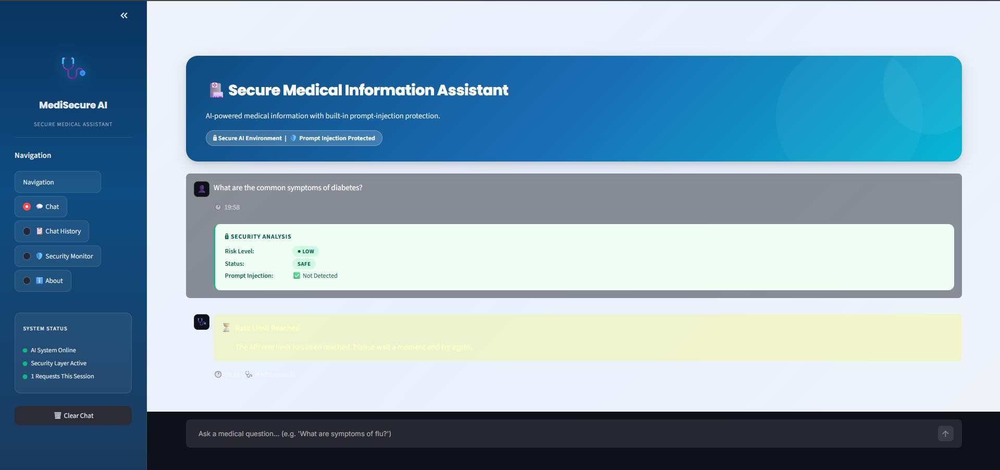 MediSecure AI
SECURE MEDICAL ASSISTANT
Navigation
Navigation
Chat
Chat History
Security Monitor
About
SYSTEM STATUS
AI System Online
Security Layer Active
1 Requests This Session
Clear Chat
Secure Medical Information Assistant
AI-powered medical information with built-in prompt-injection protection.
Secure AI Environment | Prompt Injection Protected
What are the common symptoms of diabetes?
19:58
SECURITY ANALYSIS
Risk Level: ● LOW
Status: SAFE
Prompt Injection: Not Detected
Rate Limit Reached
The API rate limit has been reached. Please wait a moment and try again.
19:58 MediSecure AI
Ask a medical question... (e.g. 'What are symptoms of flu?')